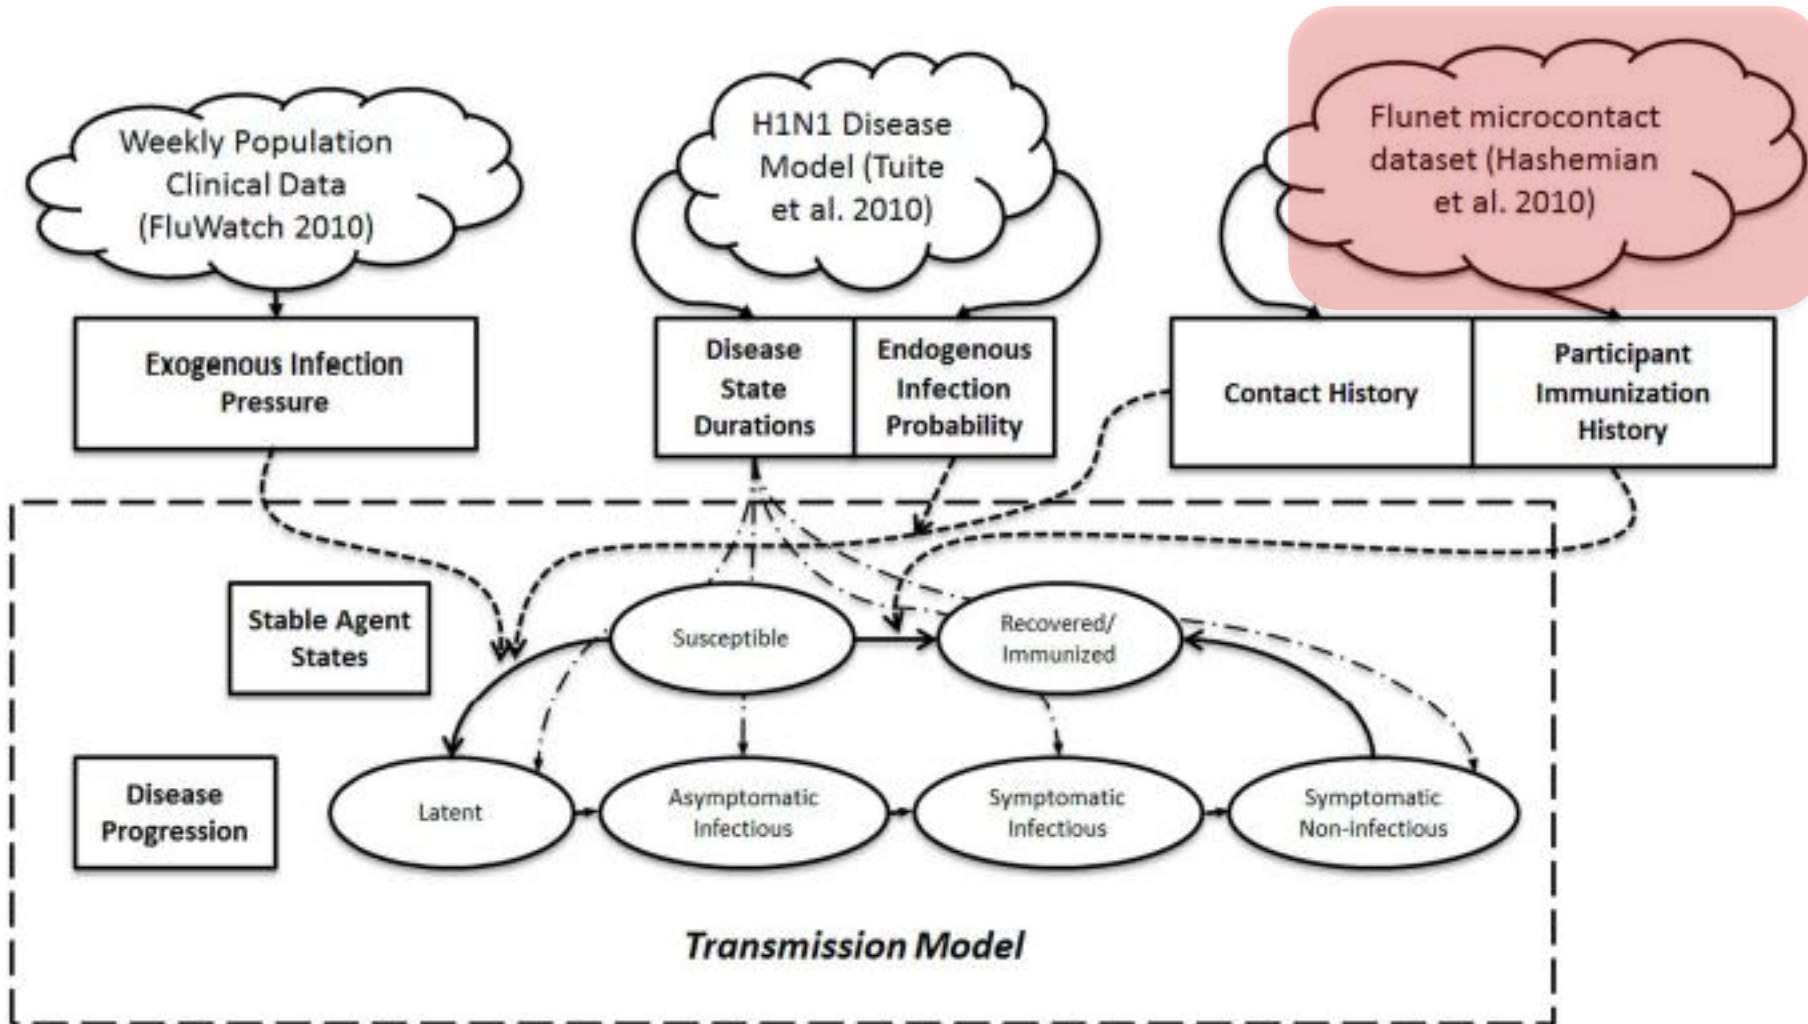 Weekly Population
Clinical Data
(FluWatch 2010)
H1N1 Disease
Model (Tuite
et al. 2010)
Flunet microcontact
dataset (Hashemian
et al. 2010)
Exogenous Infection
Pressure
Disease
State
Durations
Endogenous
Infection
Probability
Contact History
Participant
Immunization
History
Stable Agent
States
Susceptible
Recovered/
Immunized
Disease
Progression
Latent
Asymptomatic
Infectious
Symptomatic
Infectious
Symptomatic
Non-infectious
Transmission Model